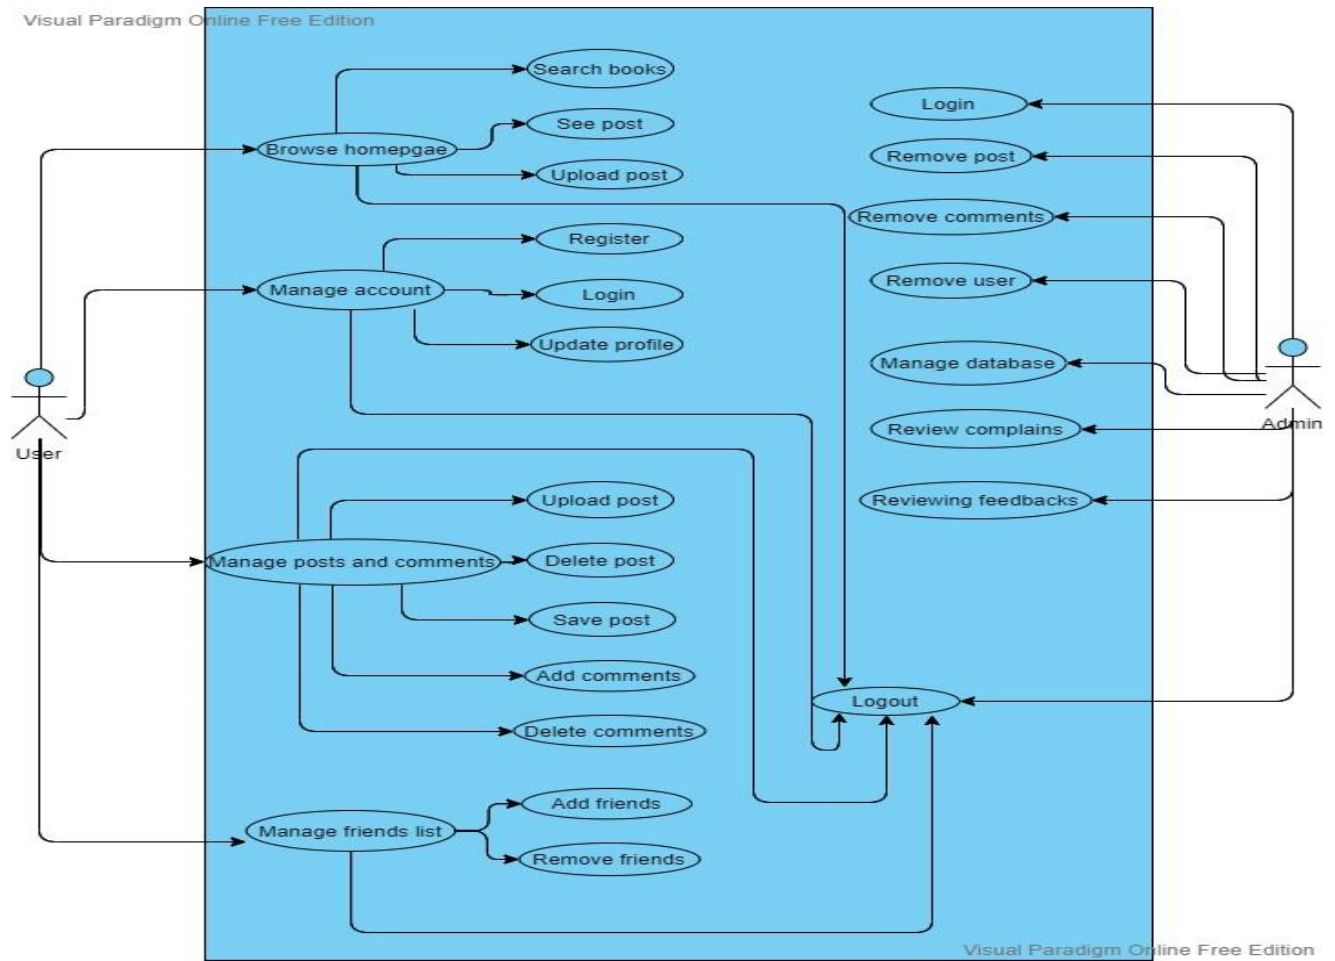 Visual Paradigm Online Free Edition
Search books
See post
Browse homepgae
Upload post
Register
Manage account
Login
Update profile
User
Upload post
Manage posts and comments
Delete post
Save post
Add comments
Delete comments
Add friends
Manage friends list
Remove friends
Login
Remove post
Remove comments
Remove user
Manage database
Review complains
Admin
Reviewing feedbacks
Logout
Visual Paradigm Online Free Edition